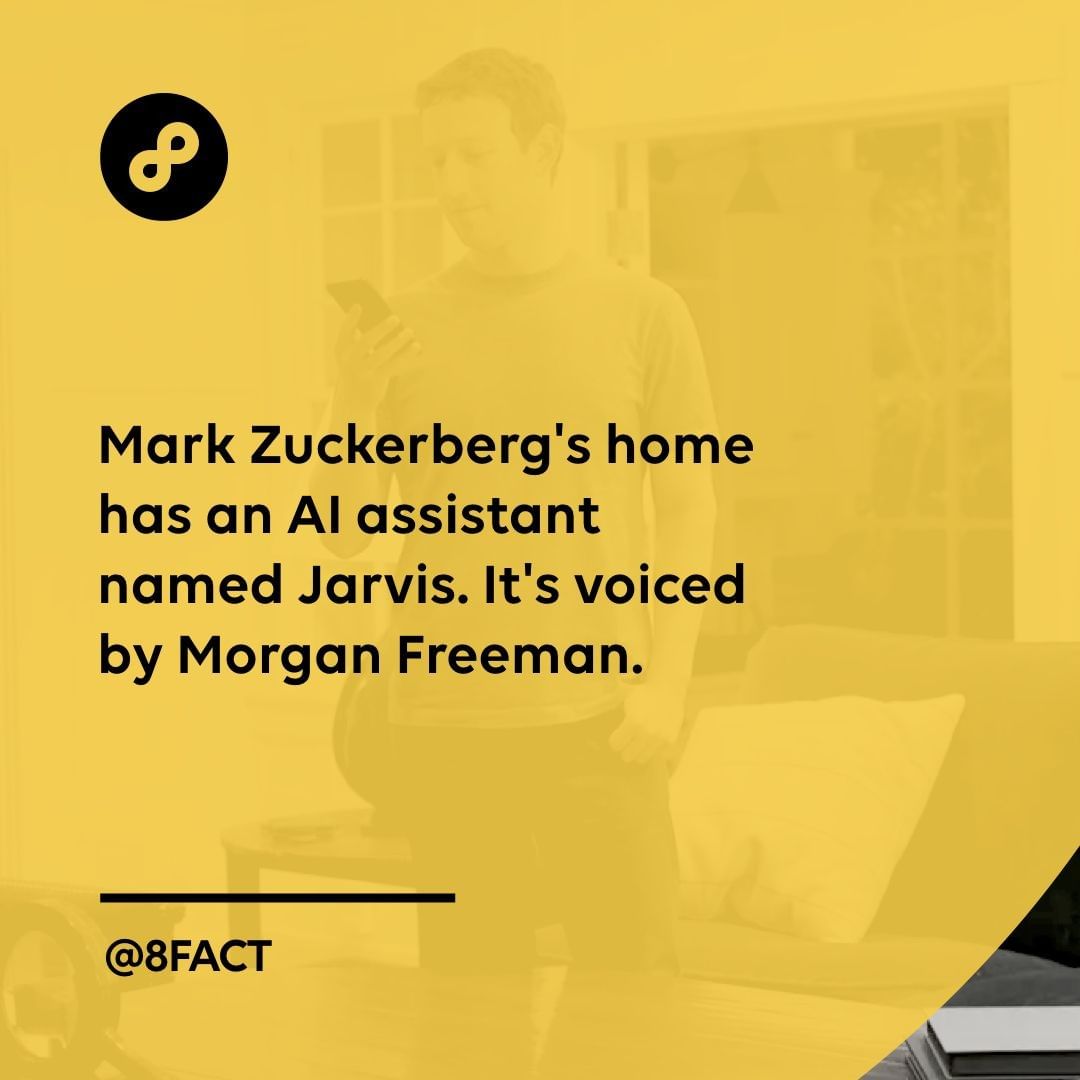 Mark Zuckerberg's home
has an AI assistant
named Jarvis. It's voiced
by Morgan Freeman.
@8FACT